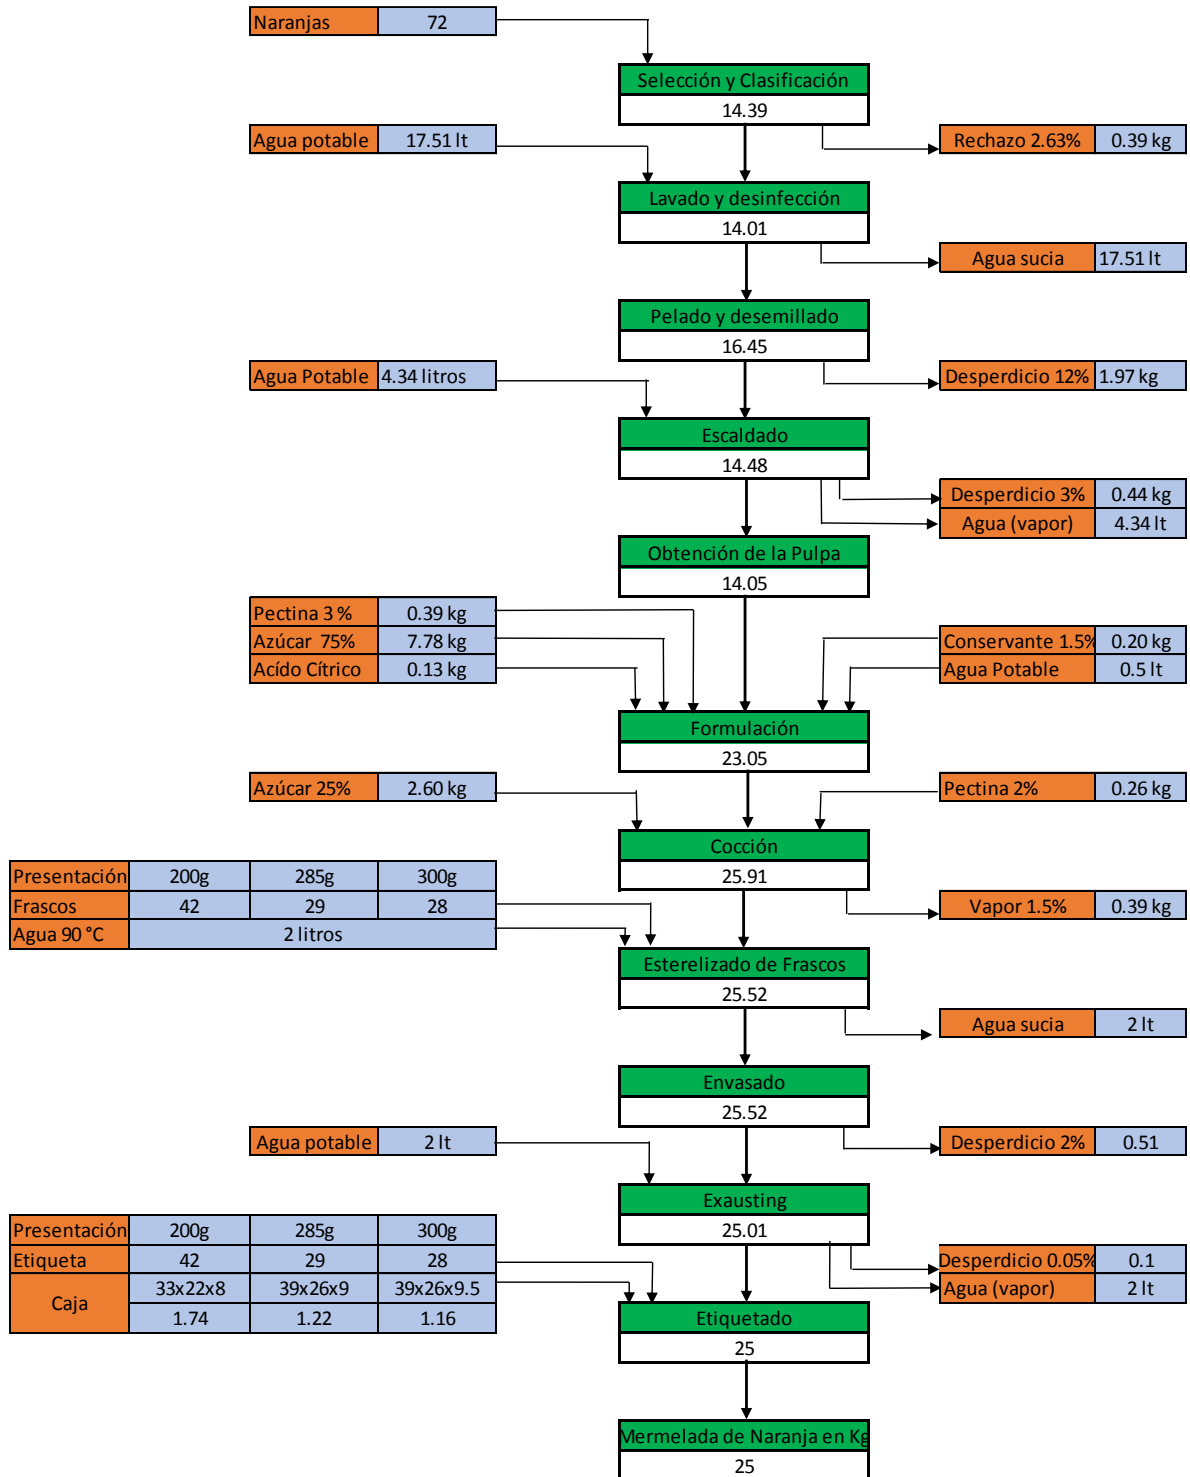 Naranjas 72
Selección y Clasificación
14.39
Agua potable 17.51 lt
Rechazo 2.63% 0.39 kg
Lavado y desinfección
14.01
Agua sucia 17.51 lt
Pelado y desemillado
16.45
Agua Potable 4.34 litros
Desperdicio 12% 1.97 kg
Escaldado
14.48
Desperdicio 3% 0.44 kg
Agua (vapor) 4.34 lt
Obtención de la Pulpa
14.05
Pectina 3 % 0.39 kg
Azúcar 75% 7.78 kg
Acído Cítrico 0.13 kg
Conservante 1.5% 0.20 kg
Agua Potable 0.5 lt
Formulación
23.05
Azúcar 25% 2.60 kg
Pectina 2% 0.26 kg
Cocción
25.91
Presentación 200g 285g 300g
Frascos 42 29 28
Agua 90 °C 2 litros
Vapor 1.5% 0.39 kg
Esterelizado de Frascos
25.52
Agua sucia 2 lt
Envasado
25.52
Agua potable 2 lt
Desperdicio 2% 0.51
Exausting
25.01
Presentación 200g 285g 300g
Etiqueta 42 29 28
Caja 33x22x8 39x26x9 39x26x9.5
1.74 1.22 1.16
Desperdicio 0.05% 0.1
Agua (vapor) 2 lt
Etiquetado
25
Mermelada de Naranja en Kg
25